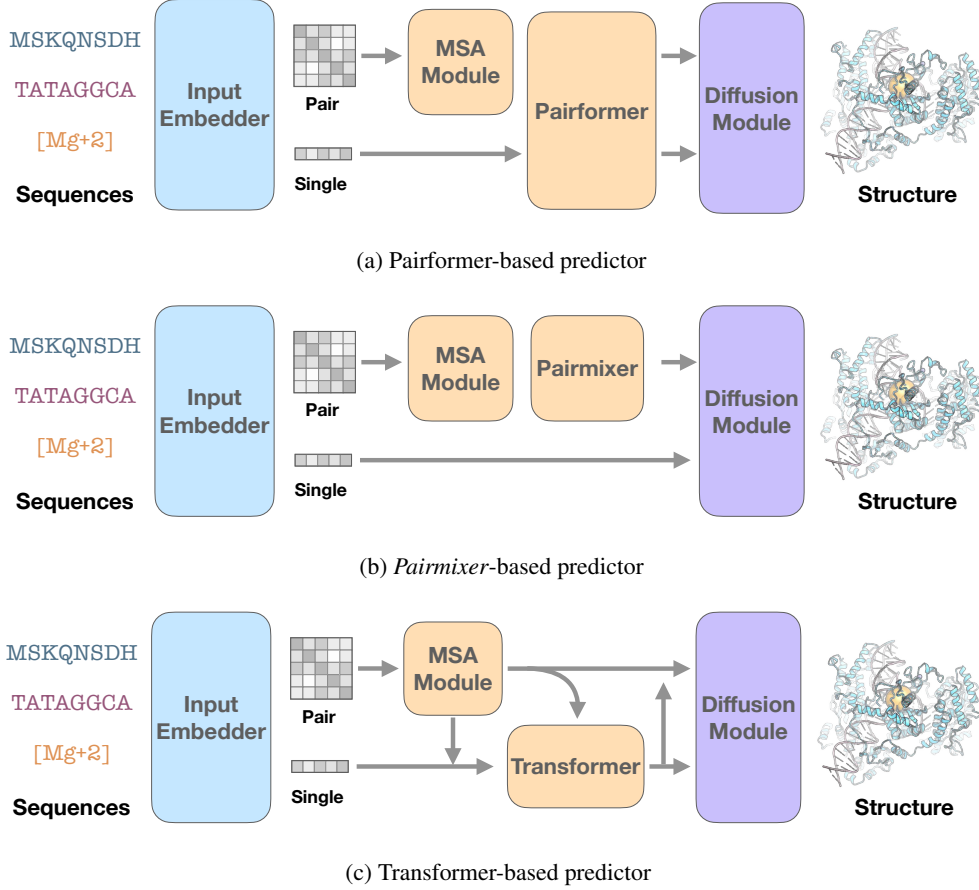 MSKQNSDH
TATAGGCA
[Mg+2]
Sequences
Input
Embedder
Pair
Single
MSA
Module
Pairformer
Diffusion
Module
Structure
(a) Pairformer-based predictor
MSKQNSDH
TATAGGCA
[Mg+2]
Sequences
Input
Embedder
Pair
Single
MSA
Module
Pairmixer
Diffusion
Module
Structure
(b) Pairmixer-based predictor
MSKQNSDH
TATAGGCA
[Mg+2]
Sequences
Input
Embedder
Pair
Single
MSA
Module
Transformer
Diffusion
Module
Structure
(c) Transformer-based predictor